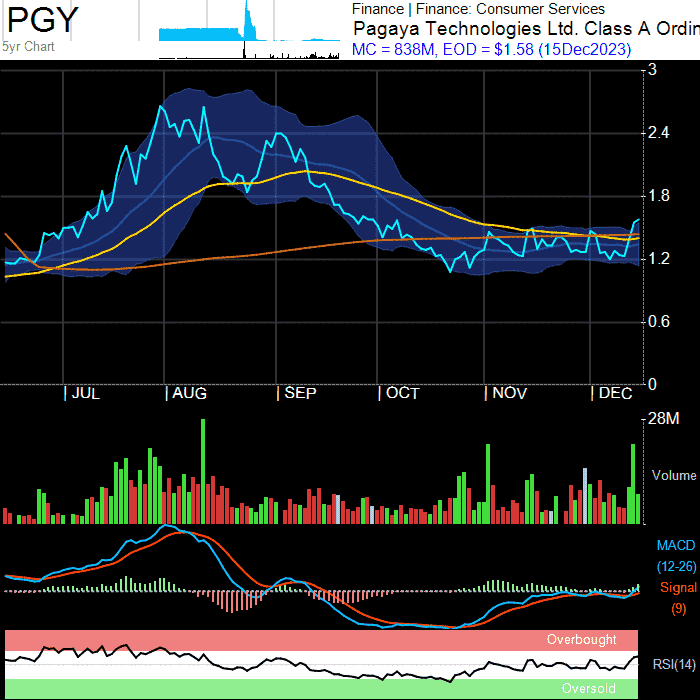 PGY
5yr Chart
Finance | Finance: Consumer Services
Pagaya Technologies Ltd. Class A Ordin
MC = 838M, EOD = $1.58 (15Dec2023)
3
2.4
1.8
1.2
0.6
0
JUL AUG SEP OCT NOV DEC
28M
Volume
MACD
(12-26)
Signal
(9)
Overbought
RSI(14)
Oversold